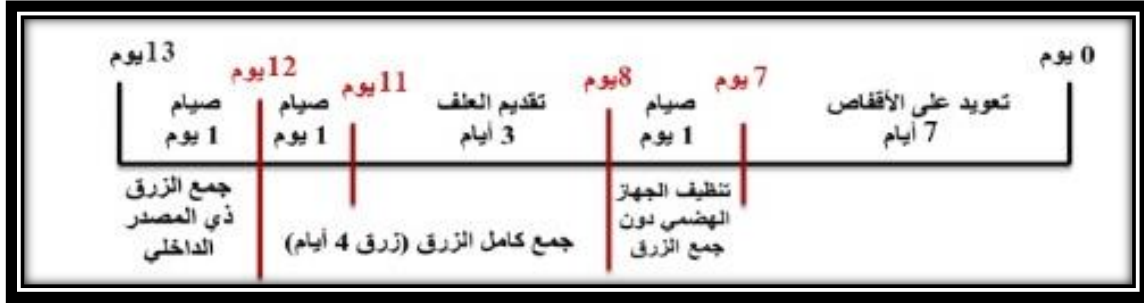 0 يوم
7 يوم
8يوم
11يوم
12يوم
13يوم
تعويد على الأقفاص
7 أيام
صيام
1 يوم
تقديم العلف
3 أيام
صيام
1 يوم
صيام
1 يوم
تنظيف الجهاز
الهضمي دون
جمع الزرق
جمع كامل الزرق (زرق 4 أيام)
جمع الزرق
ذي المصدر
الداخلي